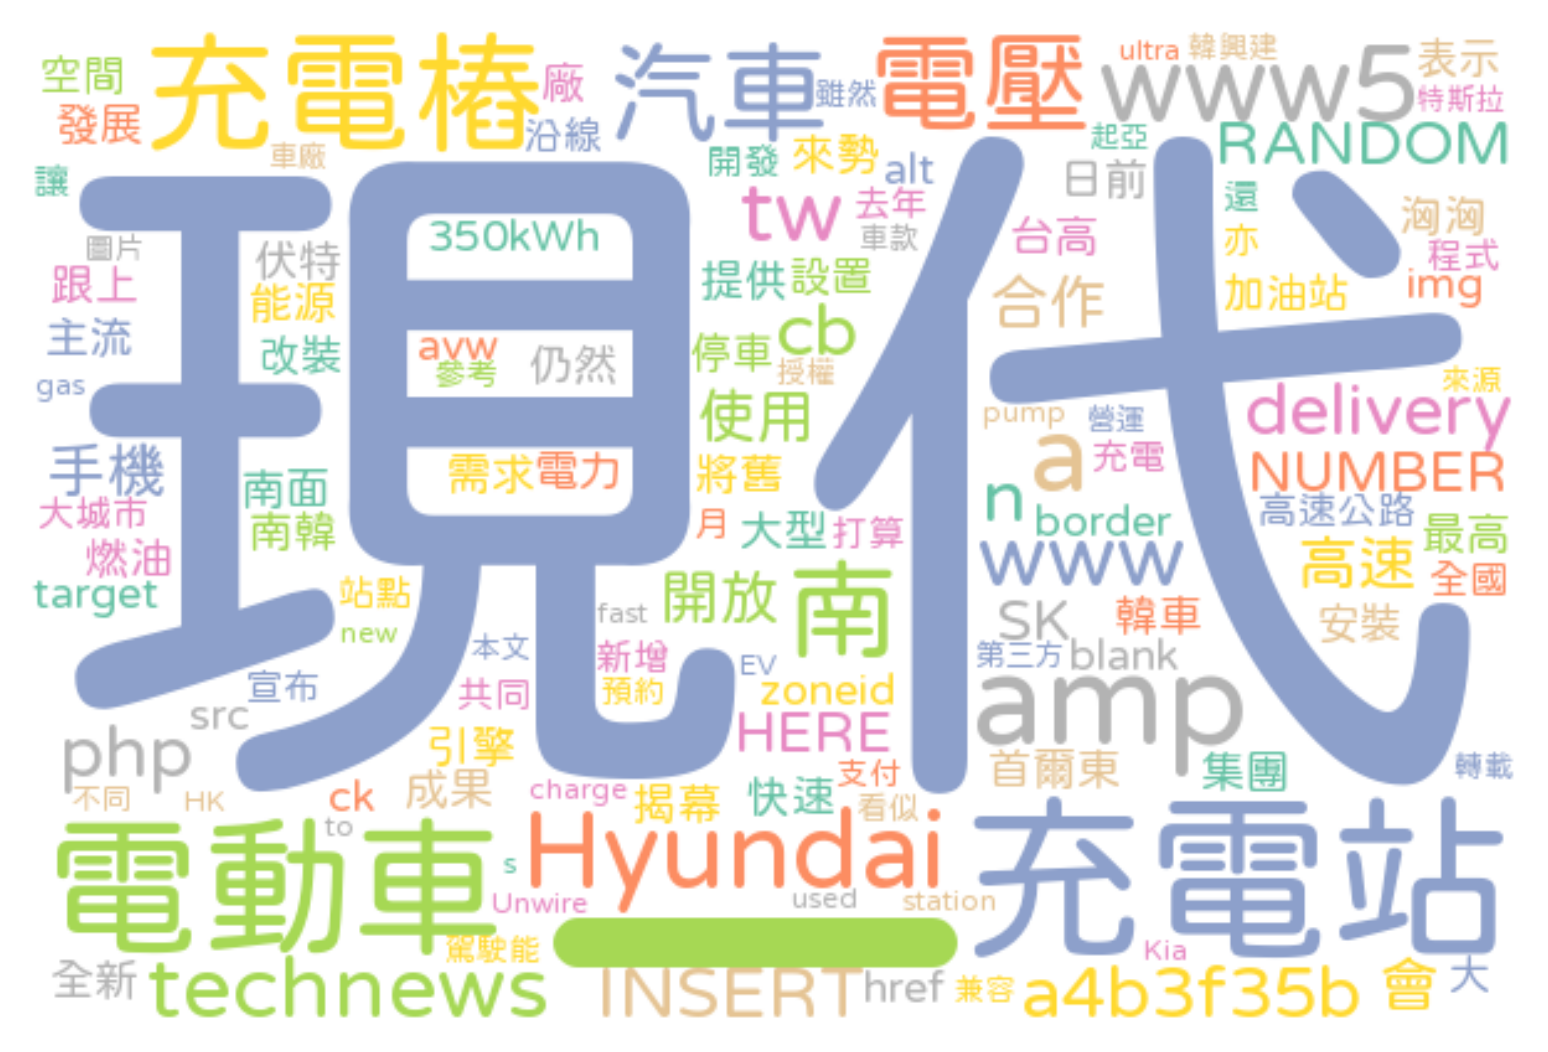 空間 充電樁 廠 汽車 雖然 電壓 ultra 韓興建 www5 表示
發展 沿線 特斯拉
車廠 開發 來勢 alt 起亞 日前 RANDOM
讓 現代 350kWh tw 去年 車款 台高 還 洶洶
圖片 伏特 亦 程式
跟上 能源 提供 設置 合作 加油站 img
主流 改裝 avw 參考 仍然 停車 cb 授權
gas 使用 pump 營運 delivery 來源
手機 南面 需求 電力 將舊 a 充電 NUMBER
大城市 南韓 月 大型 打算 n border 高速公路 最高
燃油 www 高速 全國
target 站點 new fast 開放 南 SK 韓車 安裝
宣布 本文 新增 EV 第三方 blank
src 共同 預約 zoneid amp
php 引擎 HERE 首爾東 集團 轉載
不同 HK ck 成果 charge 揭幕 快速 支付 看似
電動車 to s Hyundai 充電站
Unwire used station
駕駛能 Kia
全新 technews INSERT href 兼容 a4b3f35b 會 大